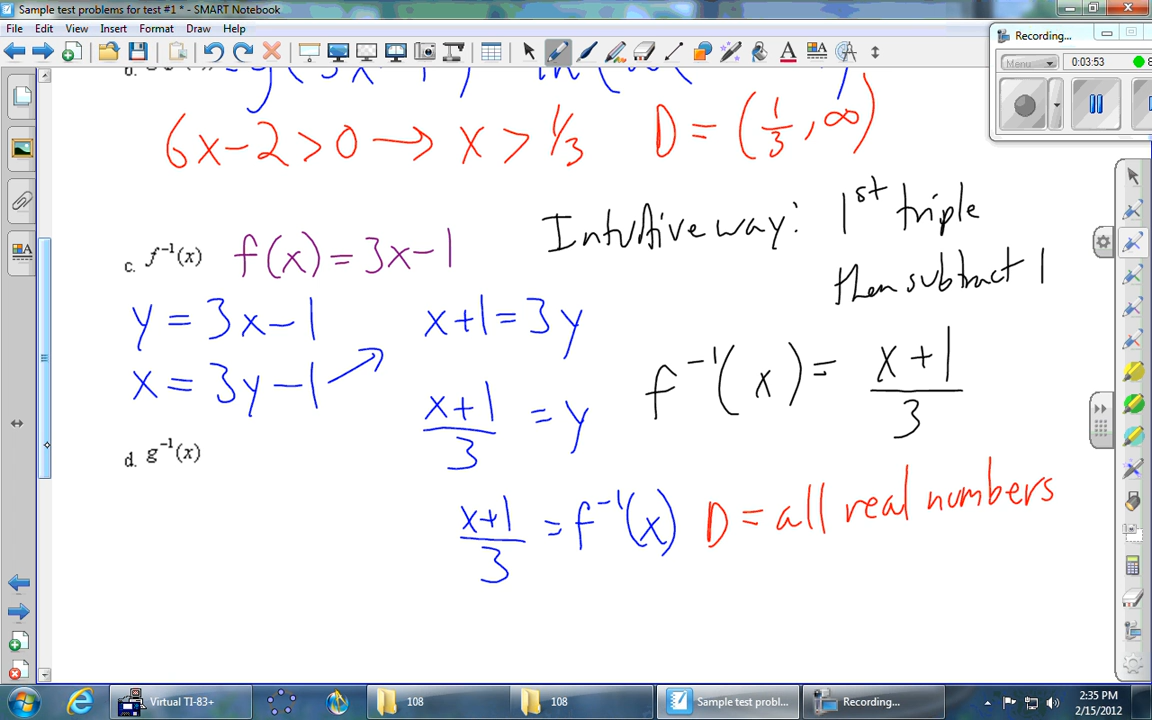 Sample test problems for test #1 * - SMART Notebook
File Edit View Insert Format Draw Help
Recording...
Menu
00:03:53
6x-2>0 → x > 1/3 D = (1/3, ∞)
Intuitive way: 1st triple
then subtract 1
c. f⁻¹(x) f(x) = 3x-1
y = 3x-1 x+1=3y
x = 3y-1
f⁻¹(x) = (x+1)/3
(x+1)/3 = y
d. g⁻¹(x)
(x+1)/3 = f⁻¹(x) D = all real numbers
Virtual TI-83+
108
108
Sample test probl...
Recording...
2:35 PM
2/15/2012